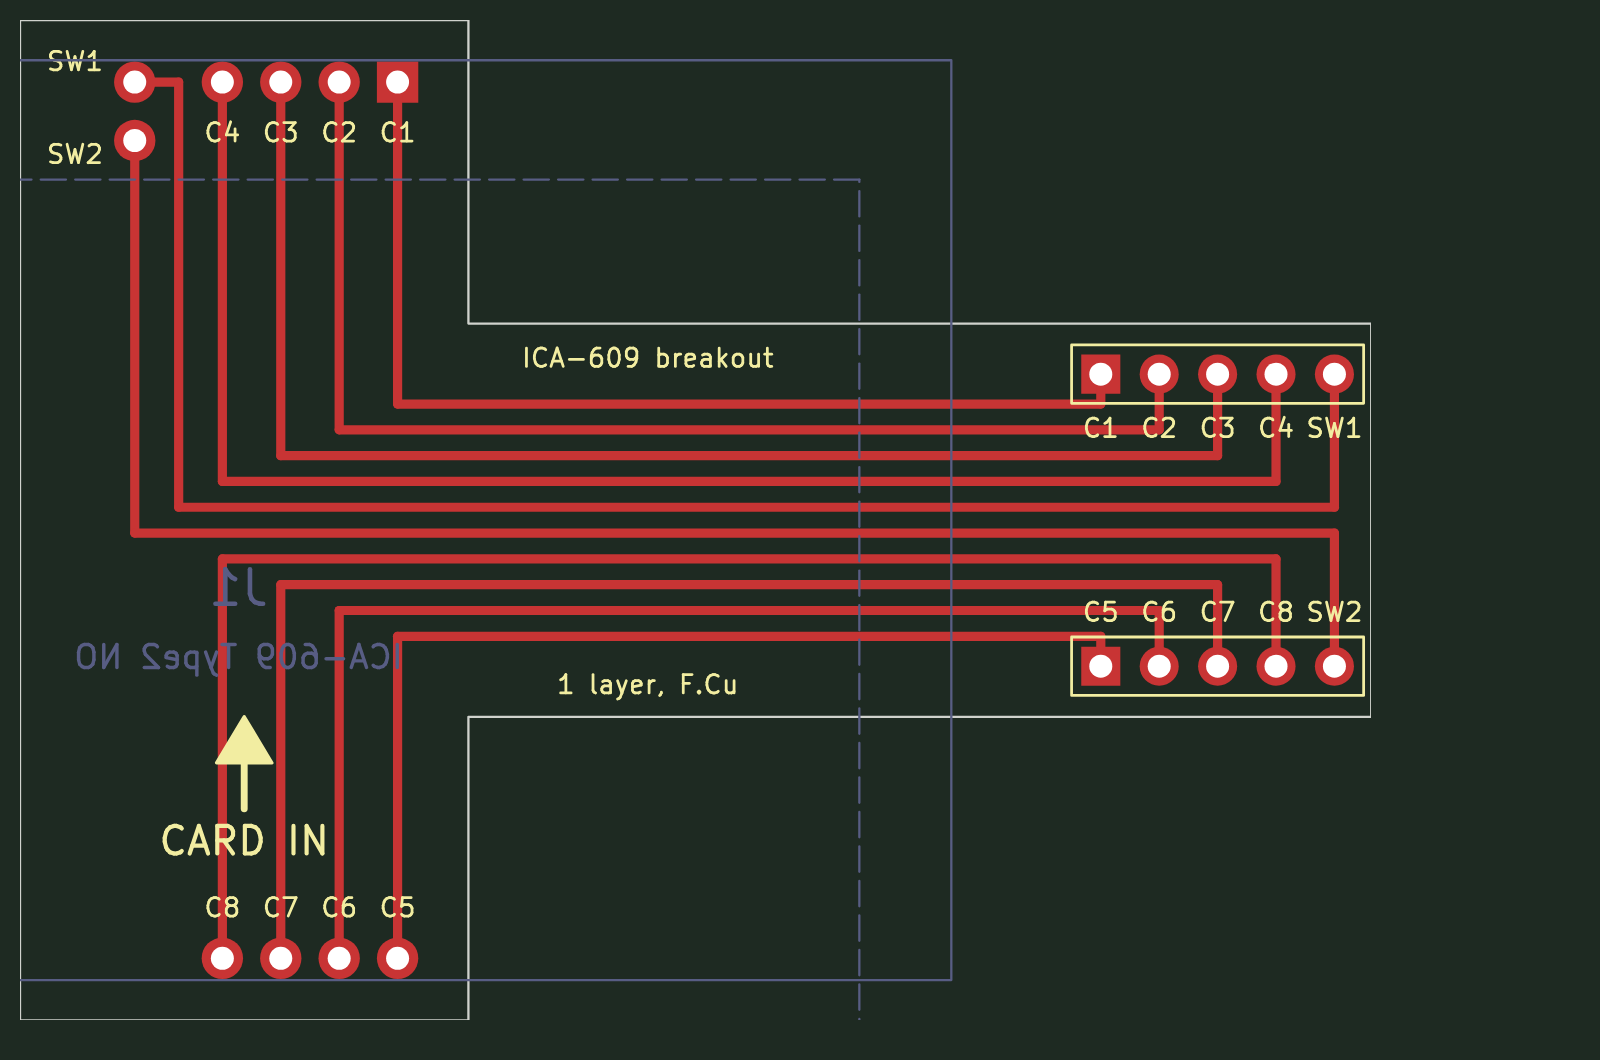 SW1
C4 C3 C2 C1
SW2
ICA-609 breakout
C1 C2 C3 C4 SW1
J1
C5 C6 C7 C8 SW2
ICA-609 Type2 NO
1 layer, F.Cu
CARD IN
C8 C7 C6 C5